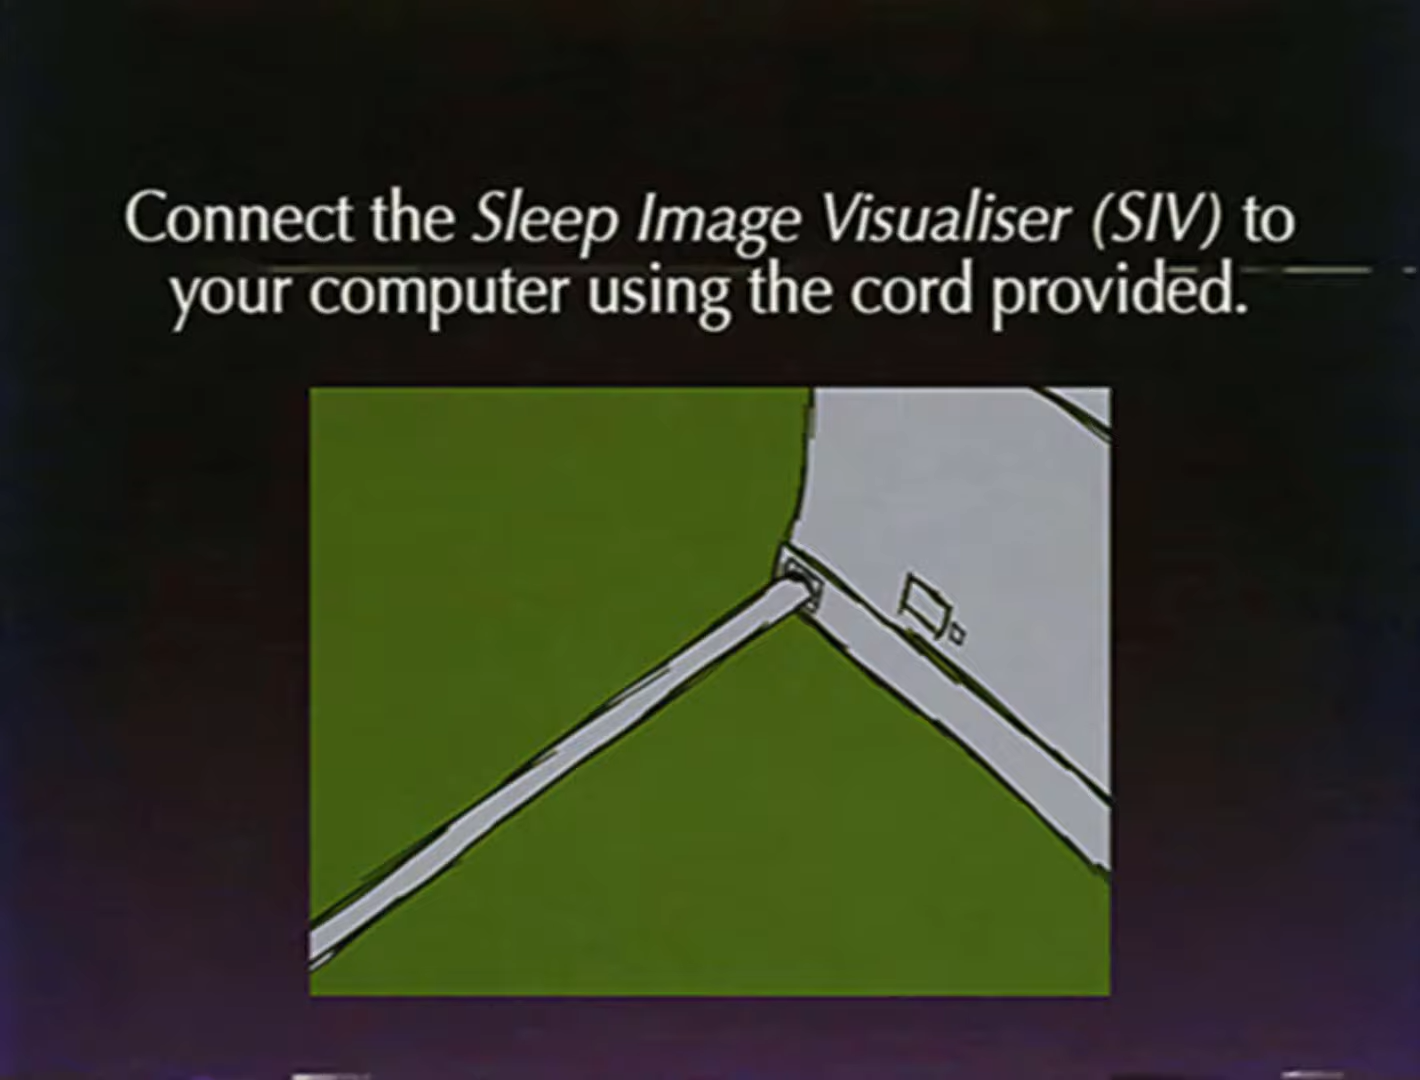 Connect the Sleep Image Visualiser (SIV) to
your computer using the cord provided.